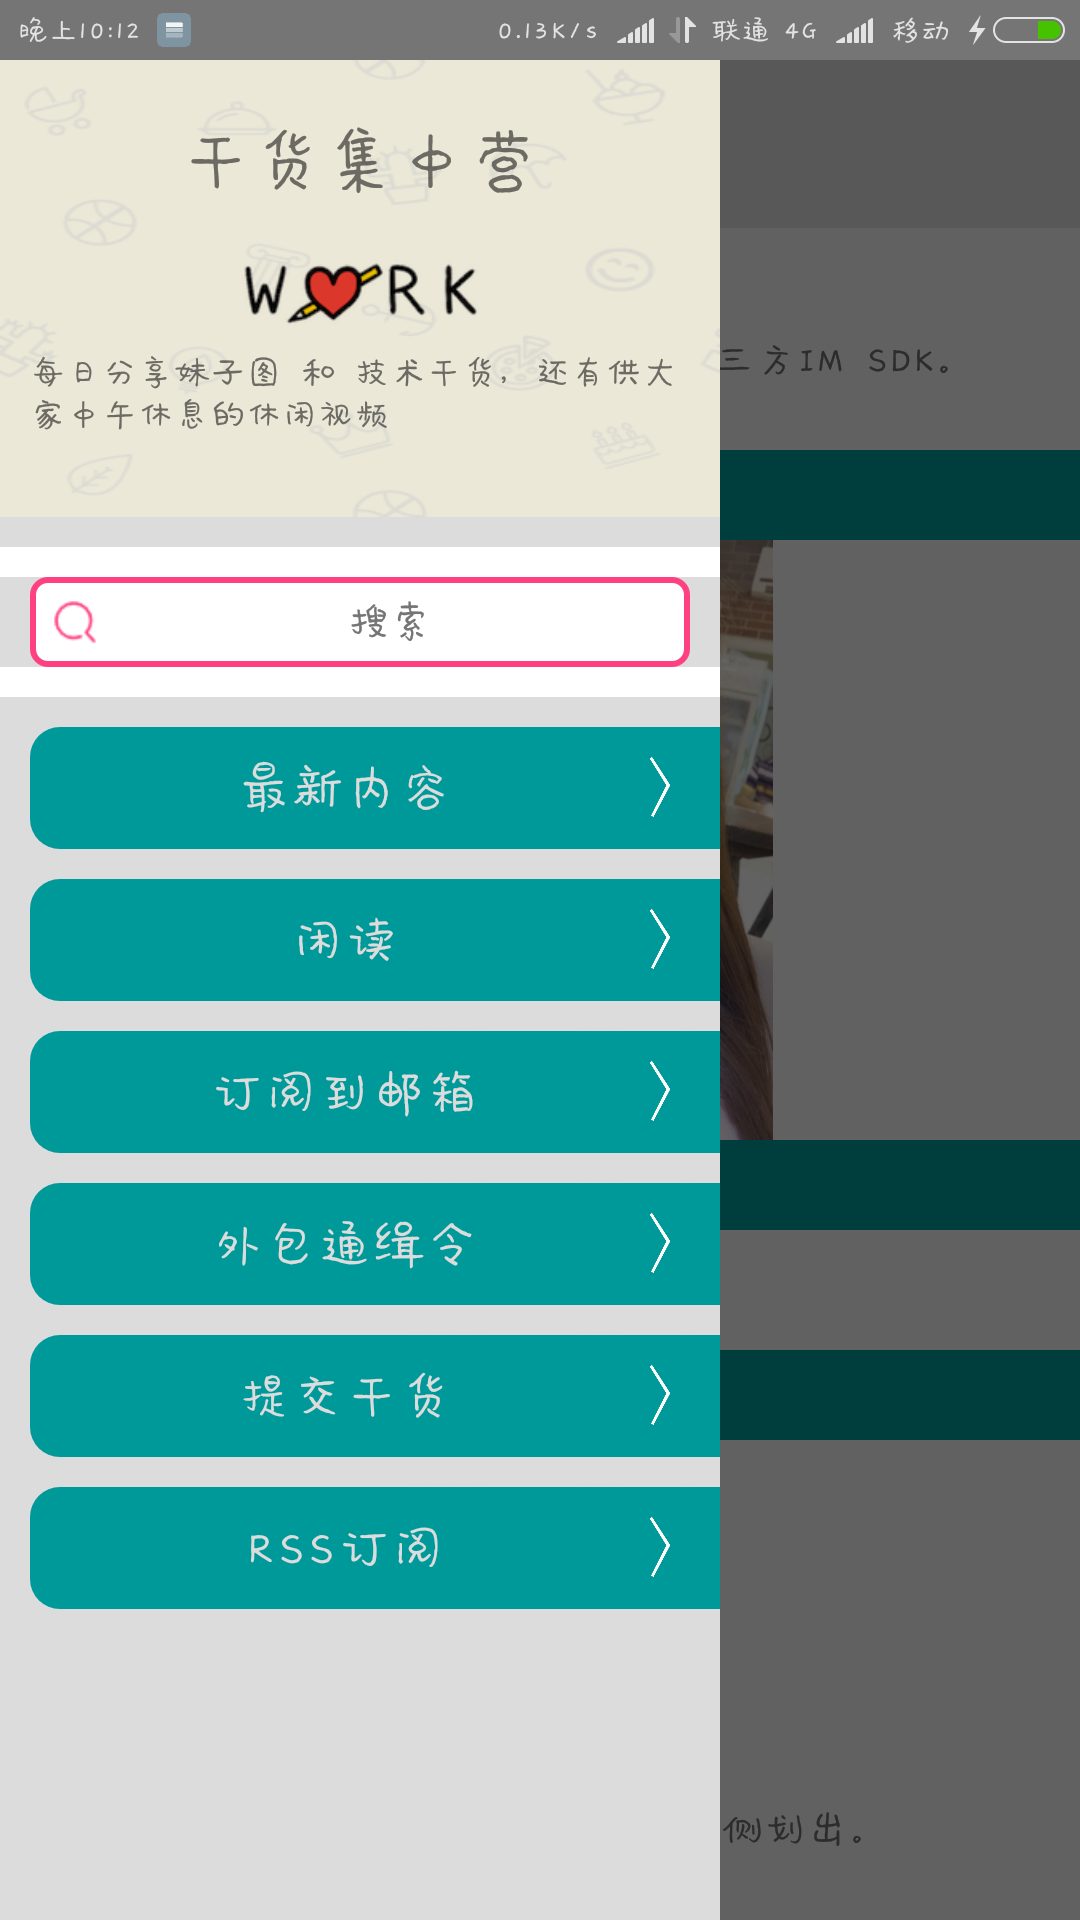 晚上10:12 0.13K/s 联通 4G 移动
干货集中营
W RK
每日分享妹子图 和 技术干货，还有供大
家中午休息的休闲视频
三方IM SDK。
搜索
最新内容
闲读
订阅到邮箱
外包通缉令
提交干货
RSS订阅
侧划出。